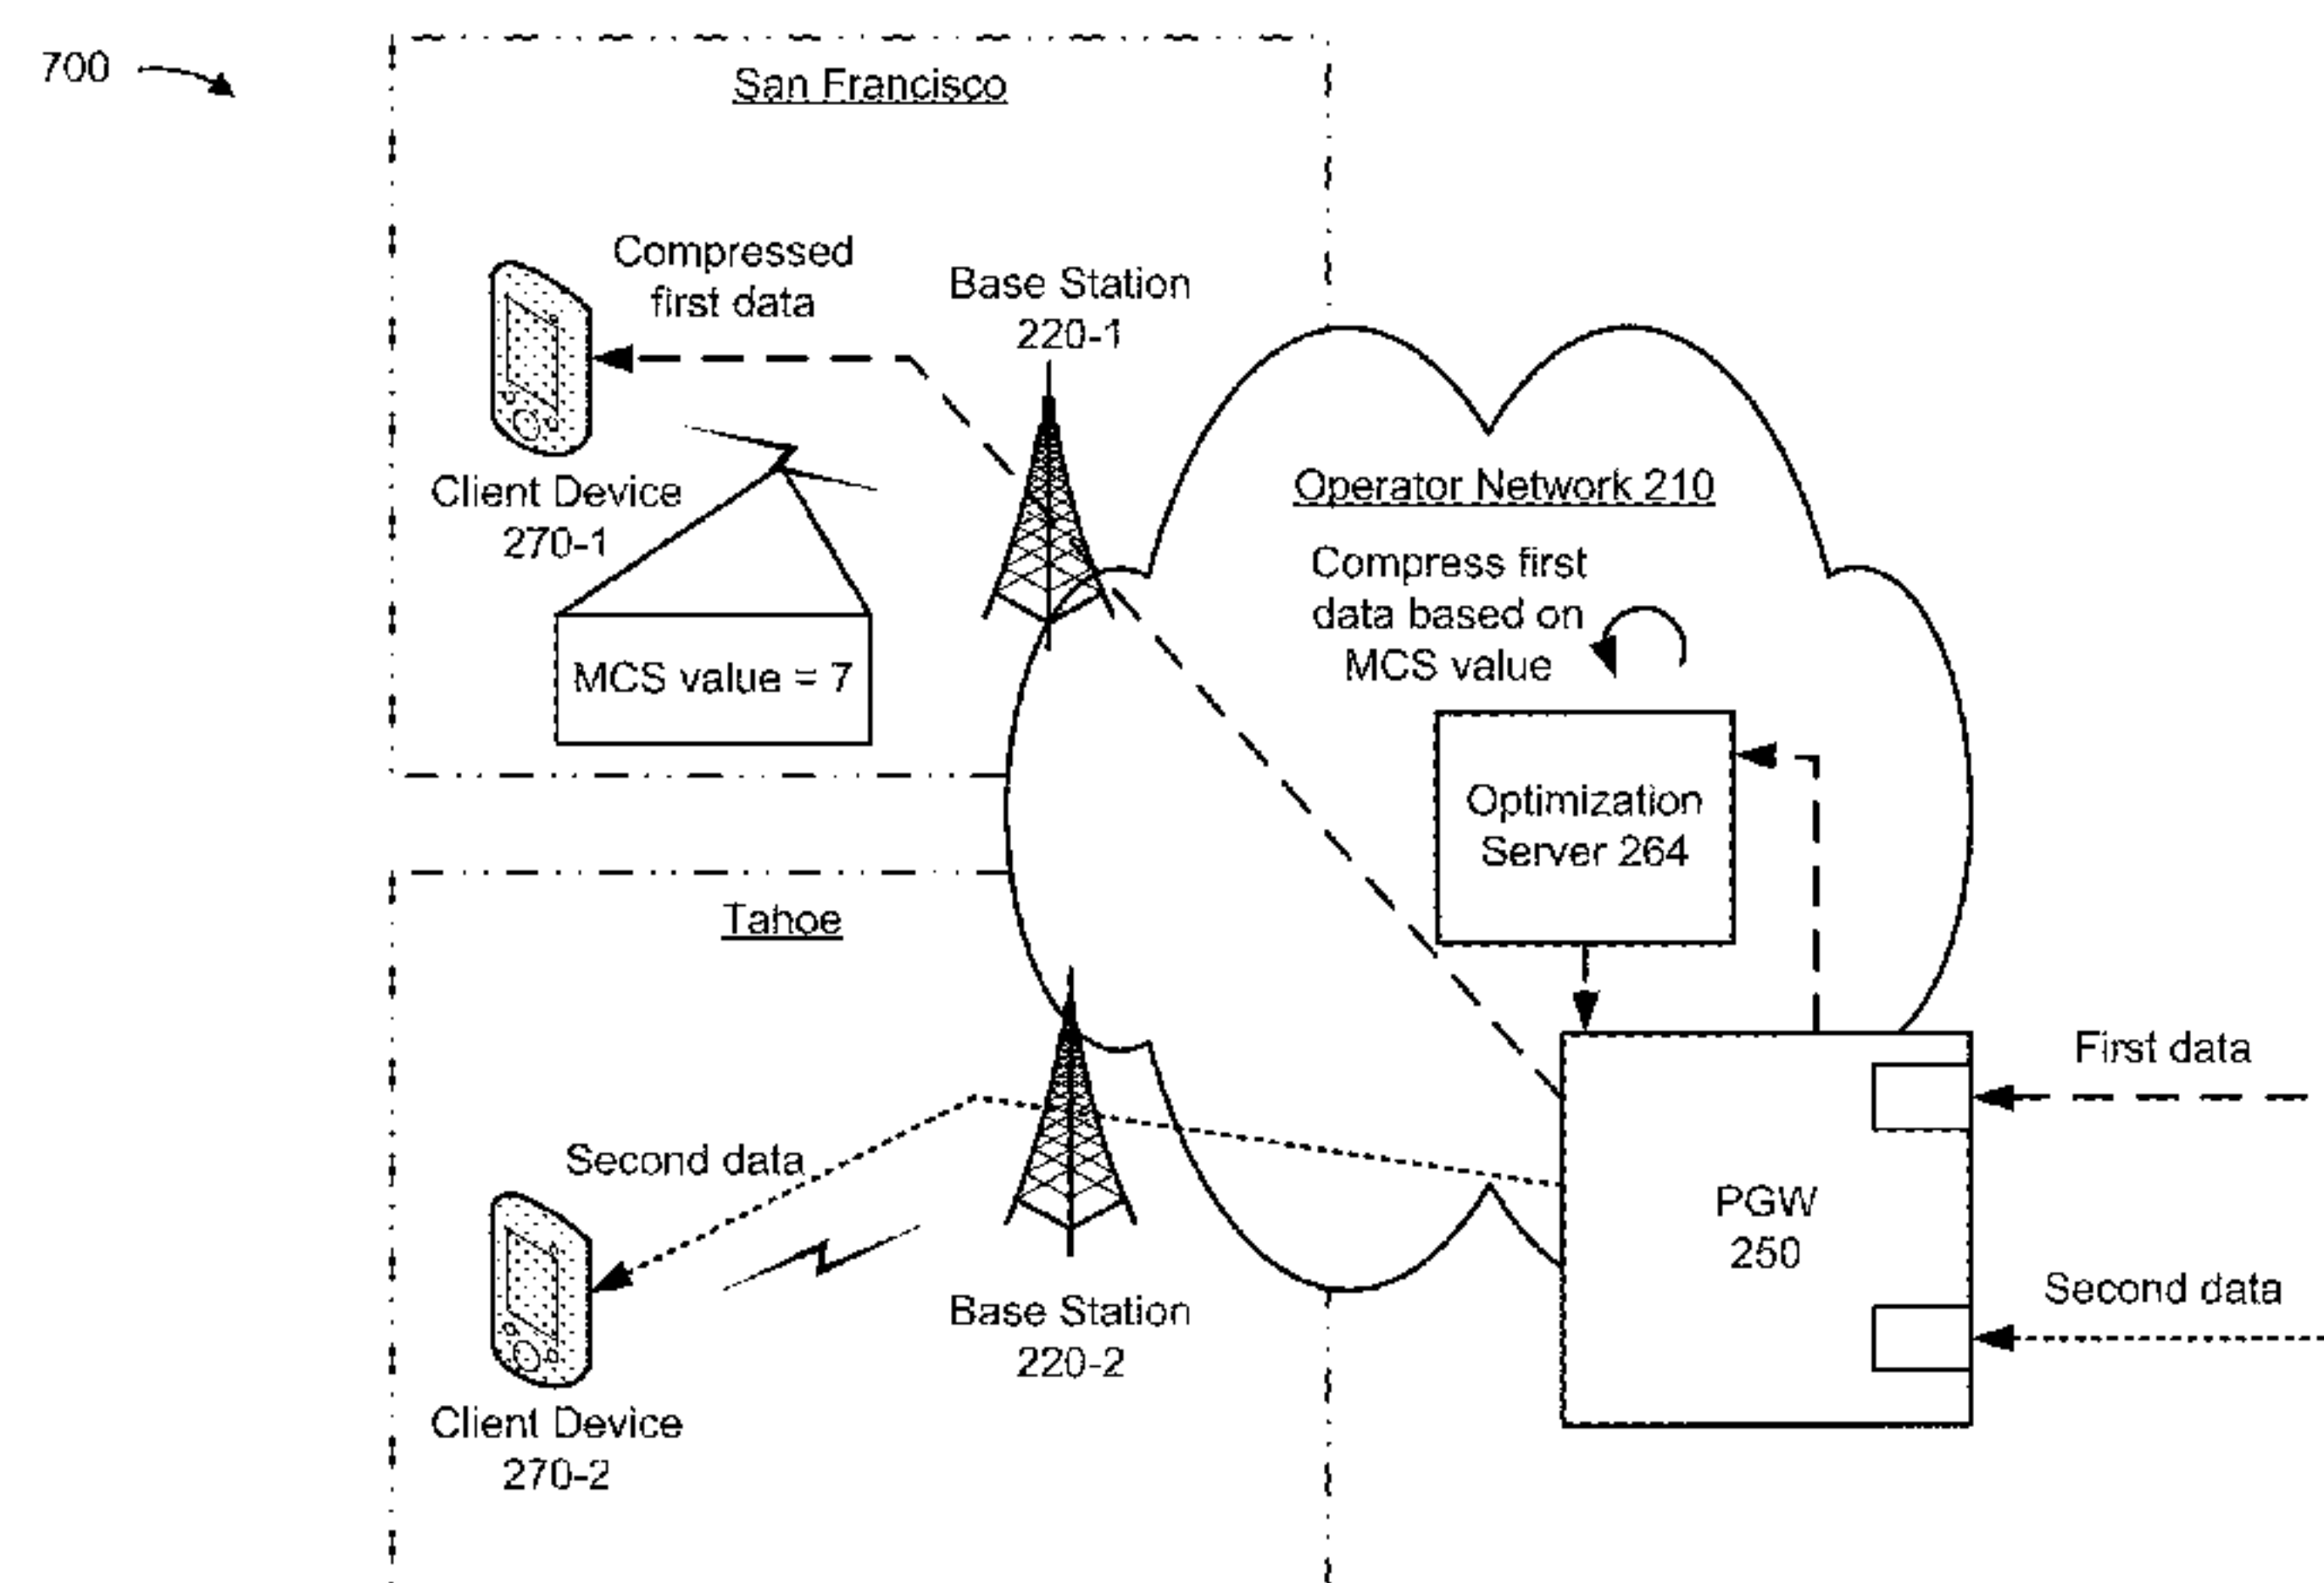 700
San Francisco
Compressed
first data
Base Station
220-1
Client Device
270-1
MCS value = 7
Operator Network 210
Compress first
data based on
MCS value
Optimization
Server 264
Tahoe
First data
Second data
PGW
250
Second data
Base Station
220-2
Client Device
270-2